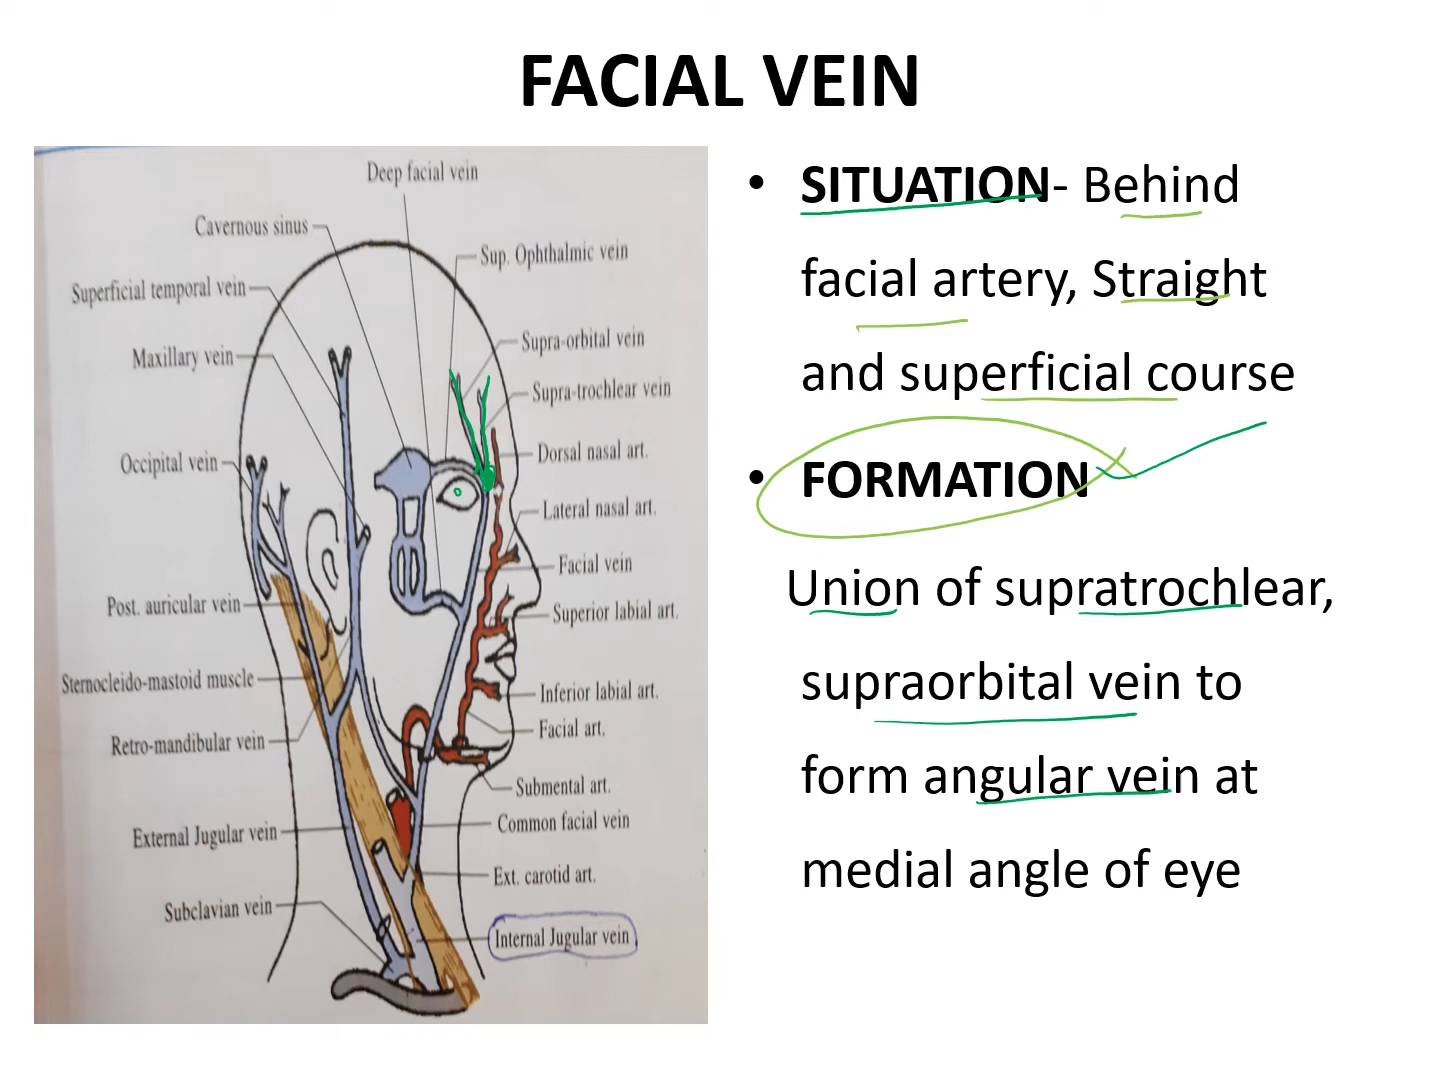 FACIAL VEIN
Deep facial vein
Cavernous sinus
Sup. Ophthalmic vein
Superficial temporal vein
Supra-orbital vein
Maxillary vein
Supra-trochlear vein
Dorsal nasal art.
Occipital vein
Lateral nasal art.
Facial vein
Post. auricular vein
Superior labial art.
Sternocleido-mastoid muscle
Inferior labial art.
Facial art.
Retro-mandibular vein
Submental art.
Common facial vein
External Jugular vein
Ext. carotid art.
Subclavian vein
Internal Jugular vein
• SITUATION- Behind
facial artery, Straight
and superficial course
• FORMATION
Union of supratrochlear,
supraorbital vein to
form angular vein at
medial angle of eye